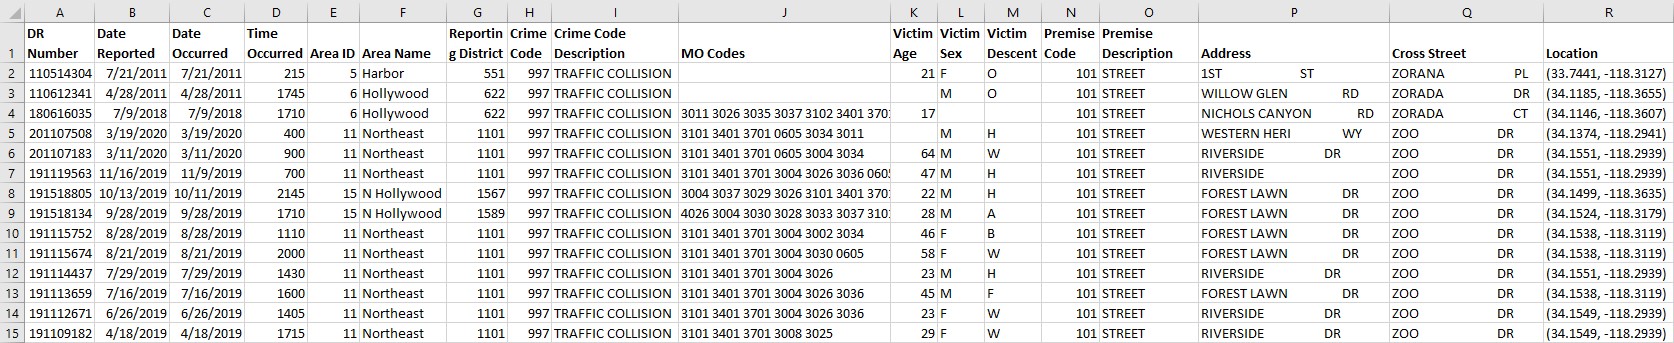 A B C D E F G H I J K L M N O P Q R
1 DR Number Date Reported Date Occurred Time Occurred Area ID Area Name Reporting District Crime Code Crime Code Description MO Codes Victim Age Victim Sex Victim Descent Premise Code Premise Description Address Cross Street Location
2 110514304 7/21/2011 7/21/2011 215 5 Harbor 551 997 TRAFFIC COLLISION 21 F O 101 STREET 1ST ST ZORANA PL (33.7441, -118.3127)
3 110612341 4/28/2011 4/28/2011 1745 6 Hollywood 622 997 TRAFFIC COLLISION M O 101 STREET WILLOW GLEN RD ZORADA DR (34.1185, -118.3655)
4 180616035 7/9/2018 7/9/2018 1710 6 Hollywood 622 997 TRAFFIC COLLISION 3011 3026 3035 3037 3102 3401 370 17 101 STREET NICHOLS CANYON RD ZORADA CT (34.1146, -118.3607)
5 201107508 3/19/2020 3/19/2020 400 11 Northeast 1101 997 TRAFFIC COLLISION 3101 3401 3701 0605 3034 3011 M H 101 STREET WESTERN HERI WY ZOO DR (34.1374, -118.2941)
6 201107183 3/11/2020 3/11/2020 900 11 Northeast 1101 997 TRAFFIC COLLISION 3101 3401 3701 0605 3004 3034 64 M W 101 STREET RIVERSIDE DR ZOO DR (34.1551, -118.2939)
7 191119563 11/16/2019 11/9/2019 700 11 Northeast 1101 997 TRAFFIC COLLISION 3101 3401 3701 3004 3026 3036 060 47 M H 101 STREET RIVERSIDE ZOO DR (34.1551, -118.2939)
8 191518805 10/13/2019 10/11/2019 2145 15 N Hollywood 1567 997 TRAFFIC COLLISION 3004 3037 3029 3026 3101 3401 370 22 M H 101 STREET FOREST LAWN DR ZOO DR (34.1499, -118.3635)
9 191518134 9/28/2019 9/28/2019 1710 15 N Hollywood 1589 997 TRAFFIC COLLISION 4026 3004 3030 3028 3033 3037 310 28 M A 101 STREET FOREST LAWN DR ZOO DR (34.1524, -118.3179)
10 191115752 8/28/2019 8/28/2019 1110 11 Northeast 1101 997 TRAFFIC COLLISION 3101 3401 3701 3004 3002 3034 46 F B 101 STREET FOREST LAWN DR ZOO DR (34.1538, -118.3119)
11 191115674 8/21/2019 8/21/2019 2000 11 Northeast 1101 997 TRAFFIC COLLISION 3101 3401 3701 3004 3030 0605 58 F W 101 STREET FOREST LAWN DR ZOO DR (34.1538, -118.3119)
12 191114437 7/29/2019 7/29/2019 1430 11 Northeast 1101 997 TRAFFIC COLLISION 3101 3401 3701 3004 3026 23 M H 101 STREET RIVERSIDE DR ZOO DR (34.1551, -118.2939)
13 191113659 7/16/2019 7/16/2019 1600 11 Northeast 1101 997 TRAFFIC COLLISION 3101 3401 3701 3004 3026 3036 45 M F 101 STREET FOREST LAWN DR ZOO DR (34.1538, -118.3119)
14 191112671 6/26/2019 6/26/2019 1405 11 Northeast 1101 997 TRAFFIC COLLISION 3101 3401 3701 3004 3026 3036 23 F W 101 STREET RIVERSIDE DR ZOO DR (34.1549, -118.2939)
15 191109182 4/18/2019 4/18/2019 1715 11 Northeast 1101 997 TRAFFIC COLLISION 3101 3401 3701 3008 3025 29 F W 101 STREET RIVERSIDE DR ZOO DR (34.1549, -118.2939)